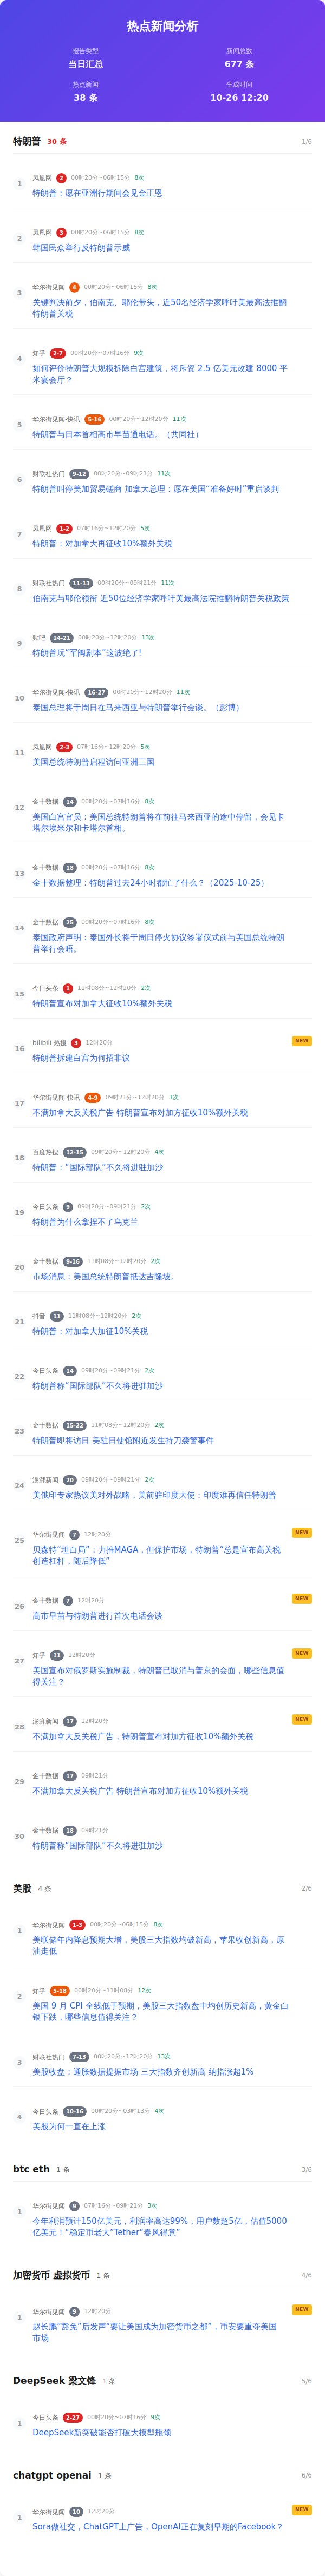 热点新闻分析
报告类型
新闻总数
当日汇总
677 条
热点新闻
生成时间
38 条
10-26 12:20
特朗普 30 条 1/6
1
凤凰网 2 00时20分~06时15分 8次
特朗普：愿在亚洲行期间会见金正恩
2
凤凰网 3 00时20分~06时15分 8次
韩国民众举行反特朗普示威
3
华尔街见闻 4 00时20分~06时15分 8次
关键判决前夕，伯南克、耶伦带头，近50名经济学家呼吁美最高法推翻
特朗普关税
4
知乎 2-7 00时20分~07时16分 9次
如何评价特朗普大规模拆除白宫建筑，将斥资 2.5 亿美元改建 8000 平
米宴会厅？
5
华尔街见闻-快讯 5-16 00时20分~12时20分 11次
特朗普与日本首相高市早苗通电话。（共同社）
6
财联社热门 9-12 00时20分~09时21分 11次
特朗普叫停美加贸易磋商 加拿大总理：愿在美国“准备好时”重启谈判
7
凤凰网 1-2 07时16分~12时20分 5次
特朗普：对加拿大再征收10%额外关税
8
财联社热门 11-13 00时20分~09时21分 11次
伯南克与耶伦领衔 近50位经济学家呼吁美最高法院推翻特朗普关税政策
9
贴吧 14-21 00时20分~12时20分 13次
特朗普玩“军阀剧本”这波绝了!
10
华尔街见闻-快讯 16-27 00时20分~12时20分 11次
泰国总理将于周日在马来西亚与特朗普举行会谈。（彭博）
11
凤凰网 2-3 07时16分~12时20分 5次
美国总统特朗普启程访问亚洲三国
12
金十数据 14 00时20分~07时16分 8次
美国白宫官员：美国总统特朗普将在前往马来西亚的途中停留，会见卡
塔尔埃米尔和卡塔尔首相。
13
金十数据 18 00时20分~07时16分 8次
金十数据整理：特朗普过去24小时都忙了什么？（2025-10-25）
14
金十数据 25 00时20分~07时16分 8次
泰国政府声明：泰国外长将于周日停火协议签署仪式前与美国总统特朗
普举行会晤。
15
今日头条 1 11时08分~12时20分 2次
特朗普宣布对加拿大征收10%额外关税
16
bilibili 热搜 3 12时20分 NEW
特朗普拆建白宫为何招非议
17
华尔街见闻-快讯 4-9 09时21分~12时20分 3次
不满加拿大反关税广告 特朗普宣布对加方征收10%额外关税
18
百度热搜 12-15 09时20分~12时20分 4次
特朗普：“国际部队”不久将进驻加沙
19
今日头条 9 09时20分~09时21分 2次
特朗普为什么拿捏不了乌克兰
20
金十数据 9-16 11时08分~12时20分 2次
市场消息：美国总统特朗普抵达吉隆坡。
21
抖音 11 11时08分~12时20分 2次
特朗普：对加拿大加征10%关税
22
今日头条 14 09时20分~09时21分 2次
特朗普称“国际部队”不久将进驻加沙
23
金十数据 15-22 11时08分~12时20分 2次
特朗普即将访日 美驻日使馆附近发生持刀袭警事件
24
澎湃新闻 20 09时20分~09时21分 2次
美俄印专家热议美对外战略，美前驻印度大使：印度难再信任特朗普
25
华尔街见闻 7 12时20分 NEW
贝森特“坦白局”：力推MAGA，但保护市场，特朗普“总是宣布高关税
创造杠杆，随后降低”
26
金十数据 7 12时20分 NEW
高市早苗与特朗普进行首次电话会谈
27
知乎 11 12时20分 NEW
美国宣布对俄罗斯实施制裁，特朗普已取消与普京的会面，哪些信息值
得关注？
28
澎湃新闻 17 12时20分 NEW
不满加拿大反关税广告，特朗普宣布对加方征收10%额外关税
29
金十数据 17 09时21分
不满加拿大反关税广告 特朗普宣布对加方征收10%额外关税
30
金十数据 18 09时21分
特朗普称“国际部队”不久将进驻加沙
美股 4 条 2/6
1
华尔街见闻 1-3 00时20分~06时15分 8次
美联储年内降息预期大增，美股三大指数均破新高，苹果收创新高，原
油走低
2
知乎 5-18 00时20分~11时08分 12次
美国 9 月 CPI 全线低于预期，美股三大指数盘中均创历史新高，黄金白
银下跌，哪些信息值得关注？
3
财联社热门 7-13 00时20分~12时20分 13次
美股收盘：通胀数据提振市场 三大指数齐创新高 纳指涨超1%
4
今日头条 10-16 00时20分~03时13分 4次
美股为何一直在上涨
btc eth 1 条 3/6
1
华尔街见闻 9 07时16分~09时21分 3次
今年利润预计150亿美元，利润率高达99%，用户数超5亿，估值5000
亿美元！“稳定币老大”Tether“春风得意”
加密货币 虚拟货币 1 条 4/6
1
华尔街见闻 9 12时20分 NEW
赵长鹏“豁免”后发声“要让美国成为加密货币之都”，币安要重夺美国
市场
DeepSeek 梁文锋 1 条 5/6
1
今日头条 2-27 00时20分~07时16分 9次
DeepSeek新突破能否打破大模型瓶颈
chatgpt openai 1 条 6/6
1
华尔街见闻 10 12时20分 NEW
Sora做社交，ChatGPT上广告，OpenAI正在复刻早期的Facebook？